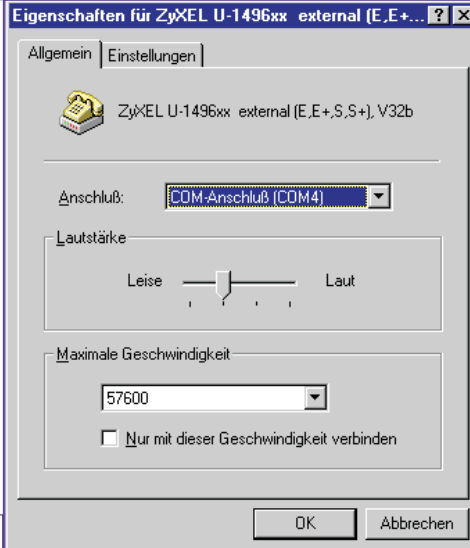 Eigenschaften für ZyXEL U-1496xx external (E,E+...
Allgemein Einstellungen
ZyXEL U-1496xx external (E,E+,S,S+), V32b
Anschluß: COM-Anschluß (COM4)
Lautstärke
Leise Laut
Maximale Geschwindigkeit
57600
Nur mit dieser Geschwindigkeit verbinden
OK Abbrechen